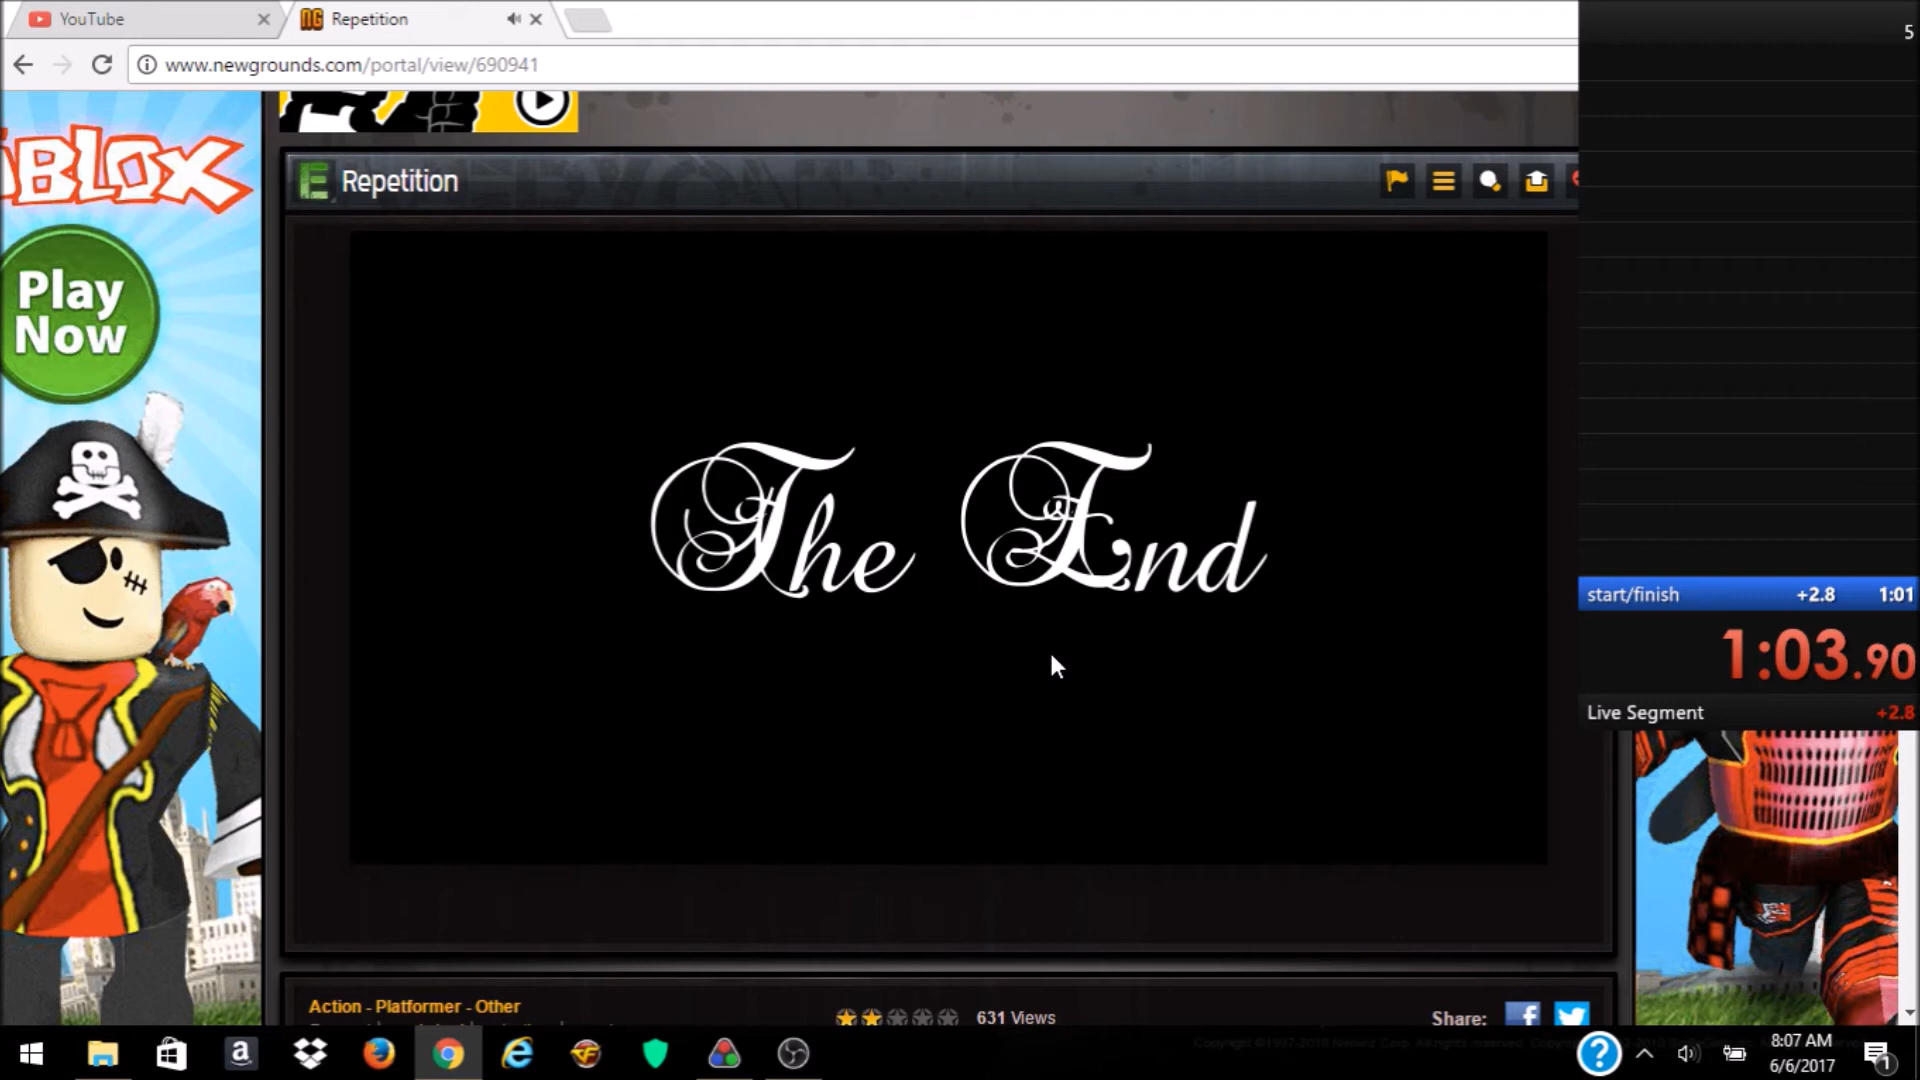 YouTube
Repetition
www.newgrounds.com/portal/view/690941
5
BLOX
Play
Now
E Repetition
The End
start/finish +2.8 1:01
1:03.90
Live Segment +2.8
Action - Platformer - Other
631 Views
Share:
8:07 AM
6/6/2017
1